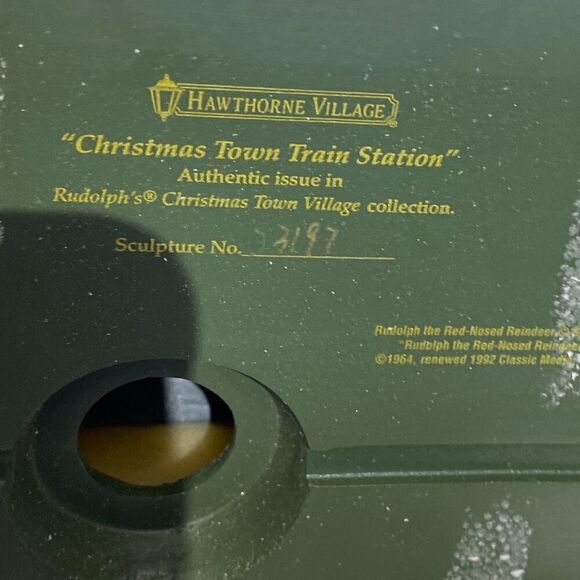 HAWTHORNE VILLAGE ®
"Christmas Town Train Station"
Authentic issue in
Rudolph's® Christmas Town Village collection.
Sculpture No. 3197
Rudolph the Red-Nosed Reindeer ©
"Rudolph the Red-Nosed
©1964, renewed 1992 Classic